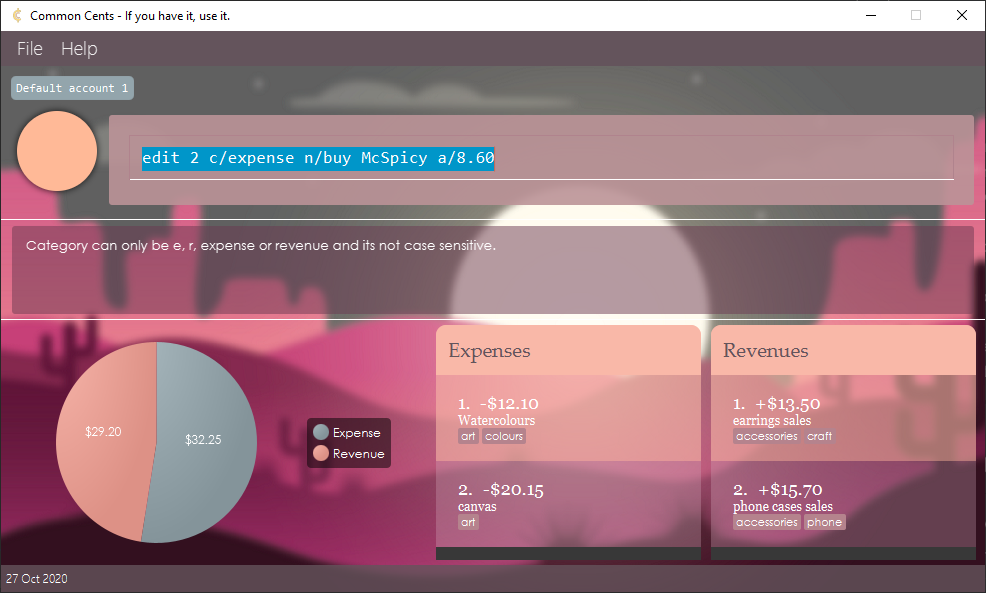 Common Cents - If you have it, use it.
File Help
Default account 1
edit 2 c/expense n/buy McSpicy a/8.60
Category can only be e, r, expense or revenue and its not case sensitive.
$29.20
$32.25
Expense
Revenue
Expenses
1. -$12.10
Watercolours
art colours
2. -$20.15
canvas
art
Revenues
1. +$13.50
earrings sales
accessories craft
2. +$15.70
phone cases sales
accessories phone
27 Oct 2020